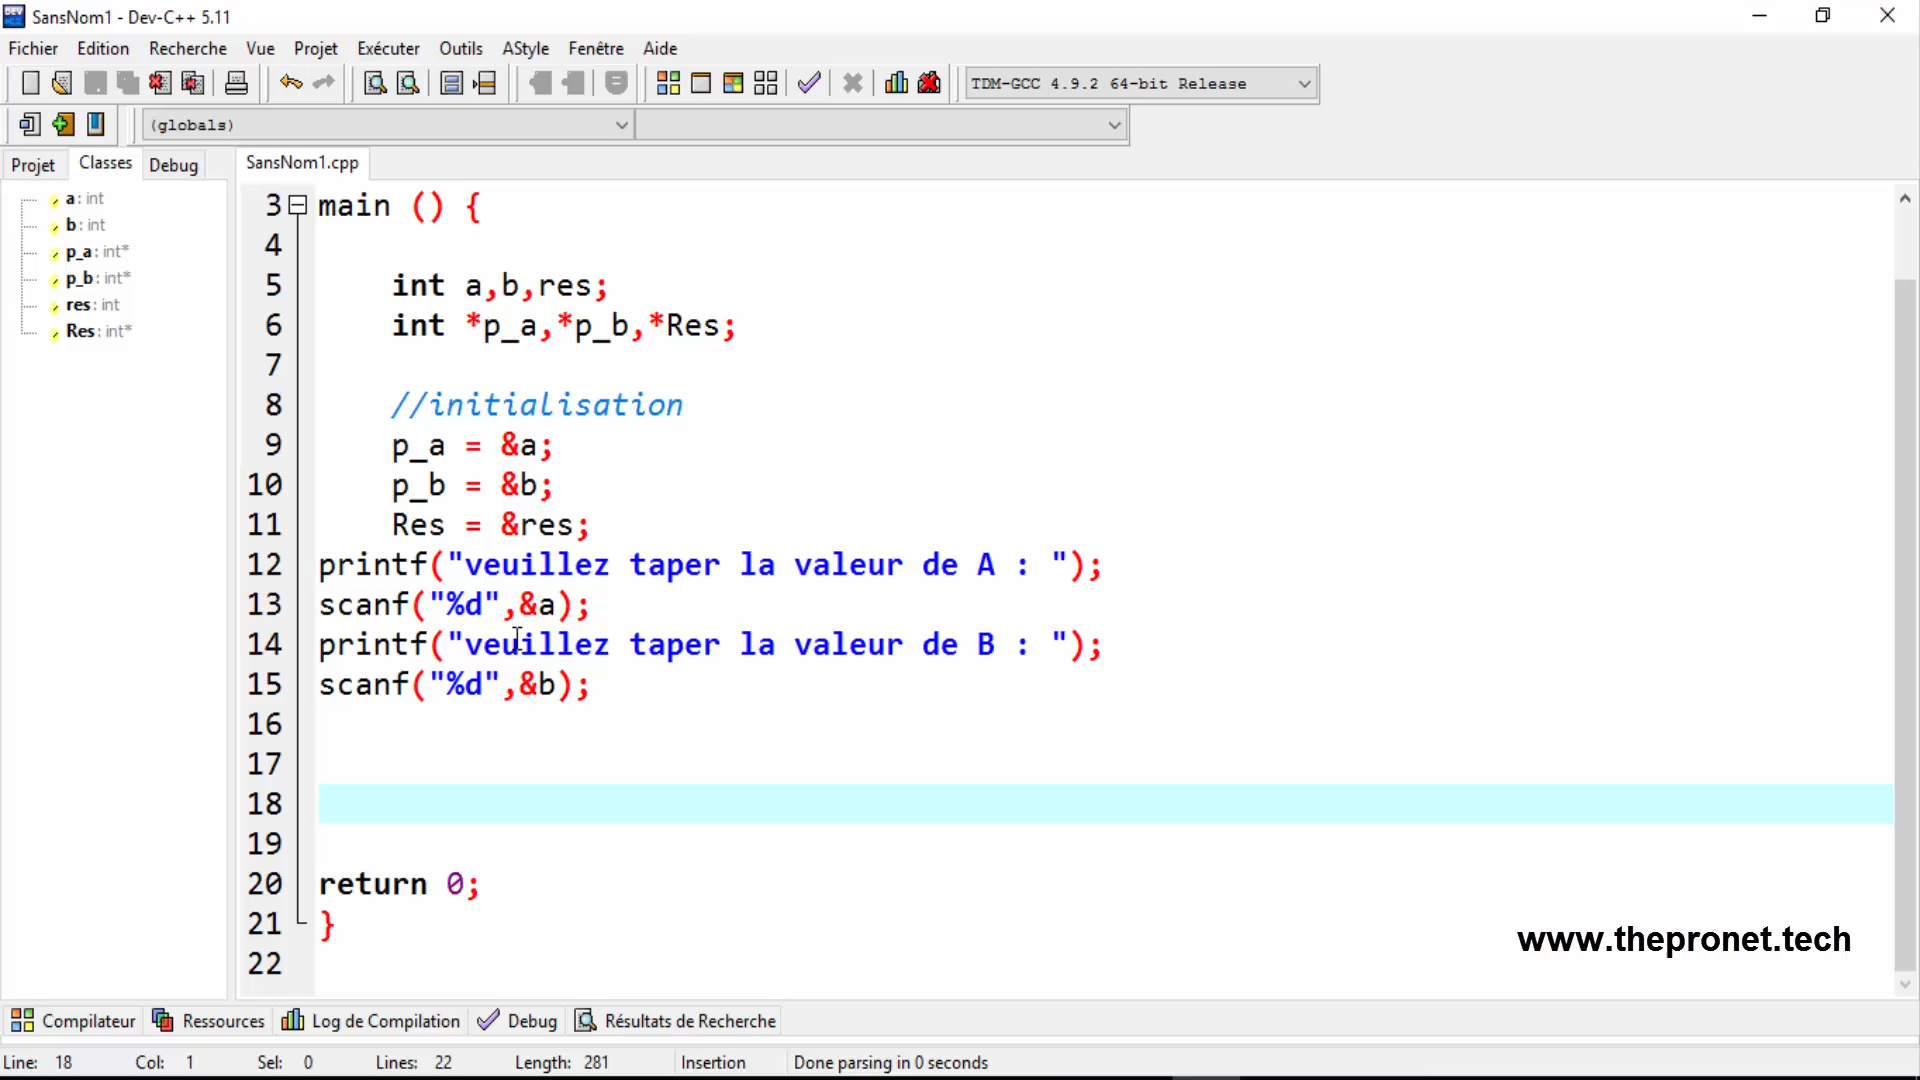 SansNom1 - Dev-C++ 5.11
Fichier Edition Recherche Vue Projet Exécuter Outils AStyle Fenêtre Aide
TDM-GCC 4.9.2 64-bit Release
(globals)
Projet Classes Debug SansNom1.cpp
a : int
b : int
p_a : int*
p_b : int*
res : int
Res : int*
3 main () {
4
5 int a,b,res;
6 int *p_a,*p_b,*Res;
7
8 //initialisation
9 p_a = &a;
10 p_b = &b;
11 Res = &res;
12 printf("veuillez taper la valeur de A : ");
13 scanf("%d",&a);
14 printf("veuillez taper la valeur de B : ");
15 scanf("%d",&b);
16
17
18
19
20 return 0;
21 }
22
www.thepronet.tech
Compilateur Ressources Log de Compilation Debug Résultats de Recherche
Line: 18 Col: 1 Sel: 0 Lines: 22 Length: 281 Insertion Done parsing in 0 seconds